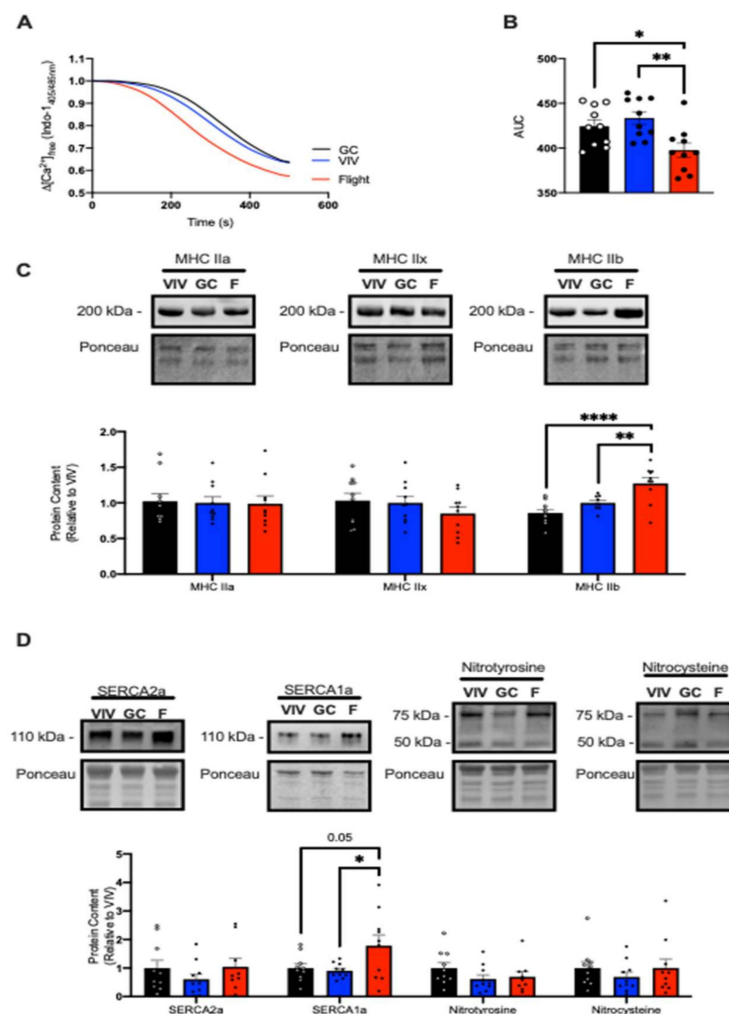 A
Δ[Ca²⁺]free (Indo-1 405/485nm)
1.1
1.0
0.9
0.8
0.7
0.6
0.5
0
200
400
600
Time (s)
GC
VIV
Flight
B
*
**
AUC
450
400
350
C
MHC IIa
VIV GC F
200 kDa -
Ponceau
MHC IIx
VIV GC F
200 kDa -
Ponceau
MHC IIb
VIV GC F
200 kDa -
Ponceau
****
**
Protein Content
(Relative to VIV)
2.0
1.5
1.0
0.5
0.0
MHC IIa
MHC IIx
MHC IIb
D
SERCA2a
VIV GC F
110 kDa -
Ponceau
SERCA1a
VIV GC F
110 kDa -
Ponceau
Nitrotyrosine
VIV GC F
75 kDa -
50 kDa -
Ponceau
Nitrocysteine
VIV GC F
75 kDa -
50 kDa -
Ponceau
0.05
*
Protein Content
(Relative to VIV)
5
4
3
2
1
0
SERCA2a
SERCA1a
Nitrotyrosine
Nitrocysteine